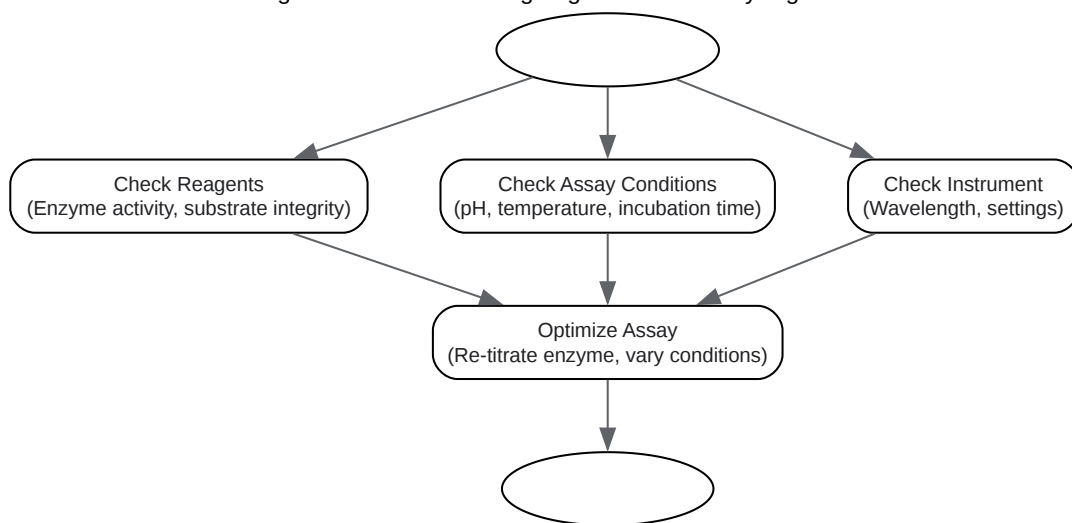 Check Reagents
(Enzyme activity, substrate integrity)
Check Assay Conditions
(pH, temperature, incubation time)
Check Instrument
(Wavelength, settings)
Optimize Assay
(Re-titrate enzyme, vary conditions)